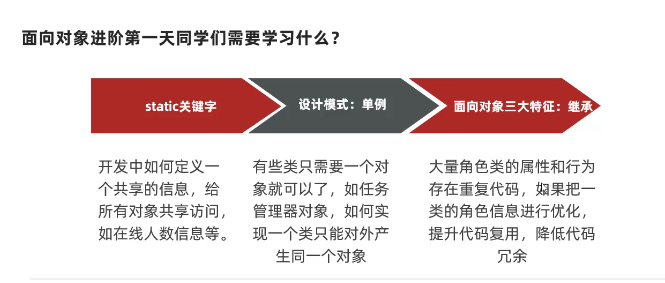 面向对象进阶第一天同学们需要学习什么？
static关键字
设计模式：单例
面向对象三大特征：继承
开发中如何定义一
个共享的信息，给
所有对象共享访问，
如在线人数信息等。
有些类只需要一个对
象就可以了，如任务
管理器对象，如何实
现一个类只能对外产
生同一个对象
大量角色类的属性和行为
存在重复代码，如果把一
类的角色信息进行优化，
提升代码复用，降低代码
冗余